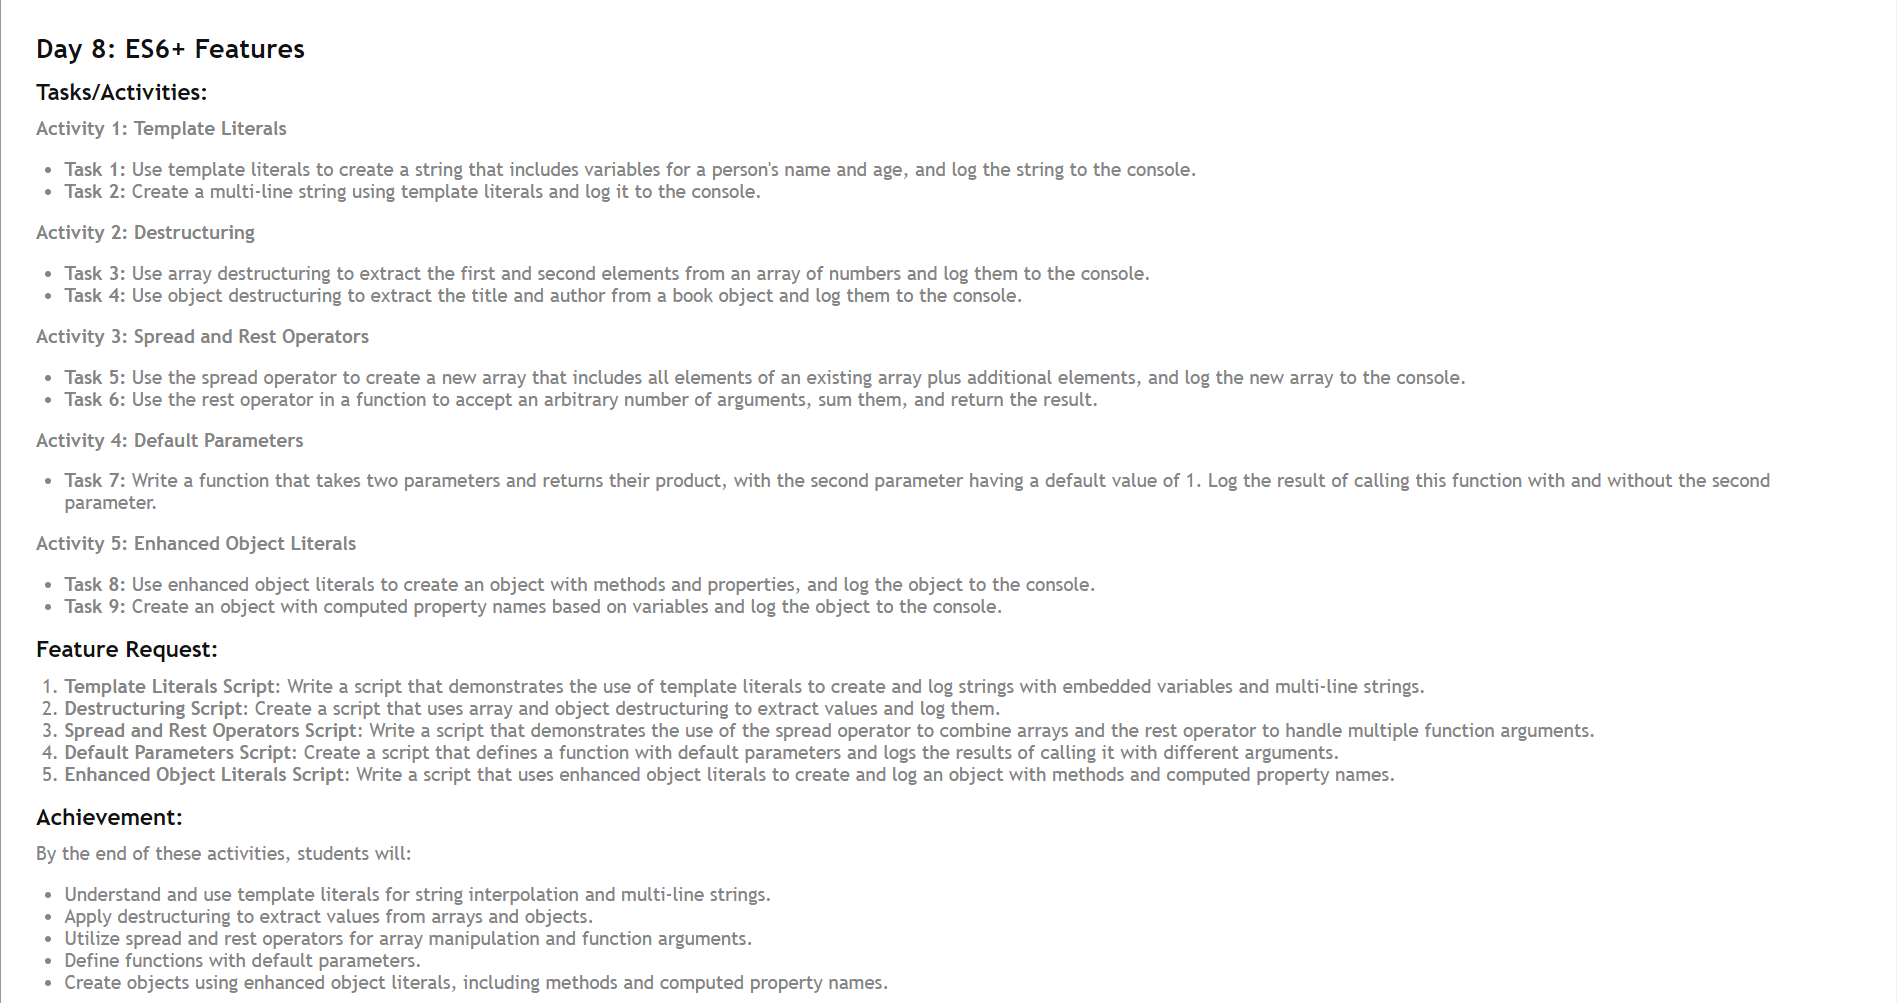 Day 8: ES6+ Features
Tasks/Activities:
Activity 1: Template Literals
• Task 1: Use template literals to create a string that includes variables for a person's name and age, and log the string to the console.
• Task 2: Create a multi-line string using template literals and log it to the console.
Activity 2: Destructuring
• Task 3: Use array destructuring to extract the first and second elements from an array of numbers and log them to the console.
• Task 4: Use object destructuring to extract the title and author from a book object and log them to the console.
Activity 3: Spread and Rest Operators
• Task 5: Use the spread operator to create a new array that includes all elements of an existing array plus additional elements, and log the new array to the console.
• Task 6: Use the rest operator in a function to accept an arbitrary number of arguments, sum them, and return the result.
Activity 4: Default Parameters
• Task 7: Write a function that takes two parameters and returns their product, with the second parameter having a default value of 1. Log the result of calling this function with and without the second
parameter.
Activity 5: Enhanced Object Literals
• Task 8: Use enhanced object literals to create an object with methods and properties, and log the object to the console.
• Task 9: Create an object with computed property names based on variables and log the object to the console.
Feature Request:
1. Template Literals Script: Write a script that demonstrates the use of template literals to create and log strings with embedded variables and multi-line strings.
2. Destructuring Script: Create a script that uses array and object destructuring to extract values and log them.
3. Spread and Rest Operators Script: Write a script that demonstrates the use of the spread operator to combine arrays and the rest operator to handle multiple function arguments.
4. Default Parameters Script: Create a script that defines a function with default parameters and logs the results of calling it with different arguments.
5. Enhanced Object Literals Script: Write a script that uses enhanced object literals to create and log an object with methods and computed property names.
Achievement:
By the end of these activities, students will:
• Understand and use template literals for string interpolation and multi-line strings.
• Apply destructuring to extract values from arrays and objects.
• Utilize spread and rest operators for array manipulation and function arguments.
• Define functions with default parameters.
• Create objects using enhanced object literals, including methods and computed property names.